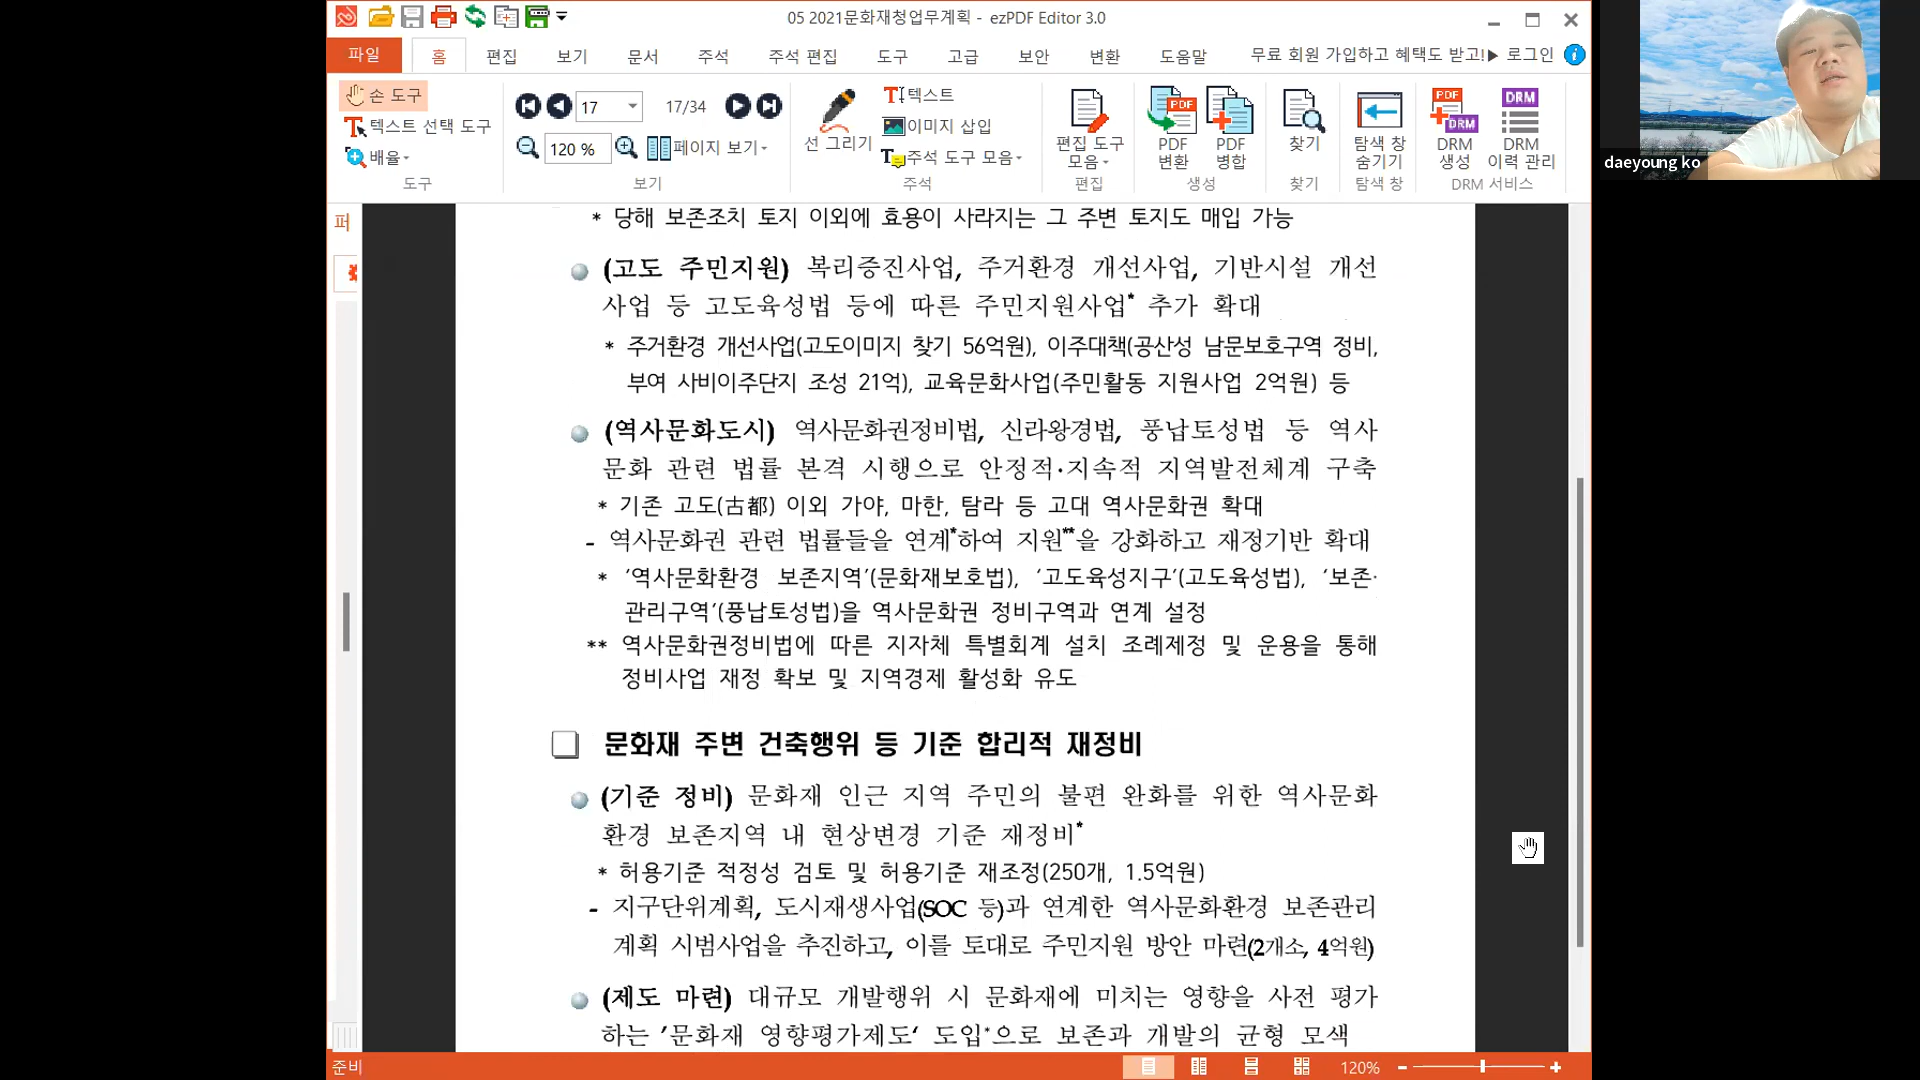 05 2021문화재청업무계획 - ezPDF Editor 3.0
파일 홈 편집 보기 문서 주석 주석 편집 도구 고급 보안 변환 도움말 무료 회원 가입하고 혜택도 받고!▶ 로그인
손 도구
텍스트 선택 도구
배율
도구
17 17/34
120 % 페이지 보기
보기
선 그리기
텍스트
이미지 삽입
주석 도구 모음
주석
편집 도구 모음
편집
PDF 변환
PDF 병합
생성
찾기
찾기
탐색 창 숨기기
탐색 창
DRM 생성
DRM 이력 관리
DRM 서비스
daeyoung ko
퍼
* 당해 보존조치 토지 이외에 효용이 사라지는 그 주변 토지도 매입 가능
(고도 주민지원) 복리증진사업, 주거환경 개선사업, 기반시설 개선
사업 등 고도육성법 등에 따른 주민지원사업* 추가 확대
* 주거환경 개선사업(고도이미지 찾기 56억원), 이주대책(공산성 남문보호구역 정비,
부여 사비이주단지 조성 21억), 교육문화사업(주민활동 지원사업 2억원) 등
(역사문화도시) 역사문화권정비법, 신라왕경법, 풍납토성법 등 역사
문화 관련 법률 본격 시행으로 안정적·지속적 지역발전체계 구축
* 기존 고도(古都) 이외 가야, 마한, 탐라 등 고대 역사문화권 확대
- 역사문화권 관련 법률들을 연계*하여 지원**을 강화하고 재정기반 확대
* ‘역사문화환경 보존지역’(문화재보호법), ‘고도육성지구’(고도육성법), ‘보존·
관리구역’(풍납토성법)을 역사문화권 정비구역과 연계 설정
** 역사문화권정비법에 따른 지자체 특별회계 설치 조례제정 및 운용을 통해
정비사업 재정 확보 및 지역경제 활성화 유도
□ 문화재 주변 건축행위 등 기준 합리적 재정비
(기준 정비) 문화재 인근 지역 주민의 불편 완화를 위한 역사문화
환경 보존지역 내 현상변경 기준 재정비*
* 허용기준 적정성 검토 및 허용기준 재조정(250개, 1.5억원)
- 지구단위계획, 도시재생사업(SOC 등)과 연계한 역사문화환경 보존관리
계획 시범사업을 추진하고, 이를 토대로 주민지원 방안 마련(2개소, 4억원)
(제도 마련) 대규모 개발행위 시 문화재에 미치는 영향을 사전 평가
하는 ’문화재 영향평가제도‘ 도입*으로 보존과 개발의 균형 모색
준비
120%